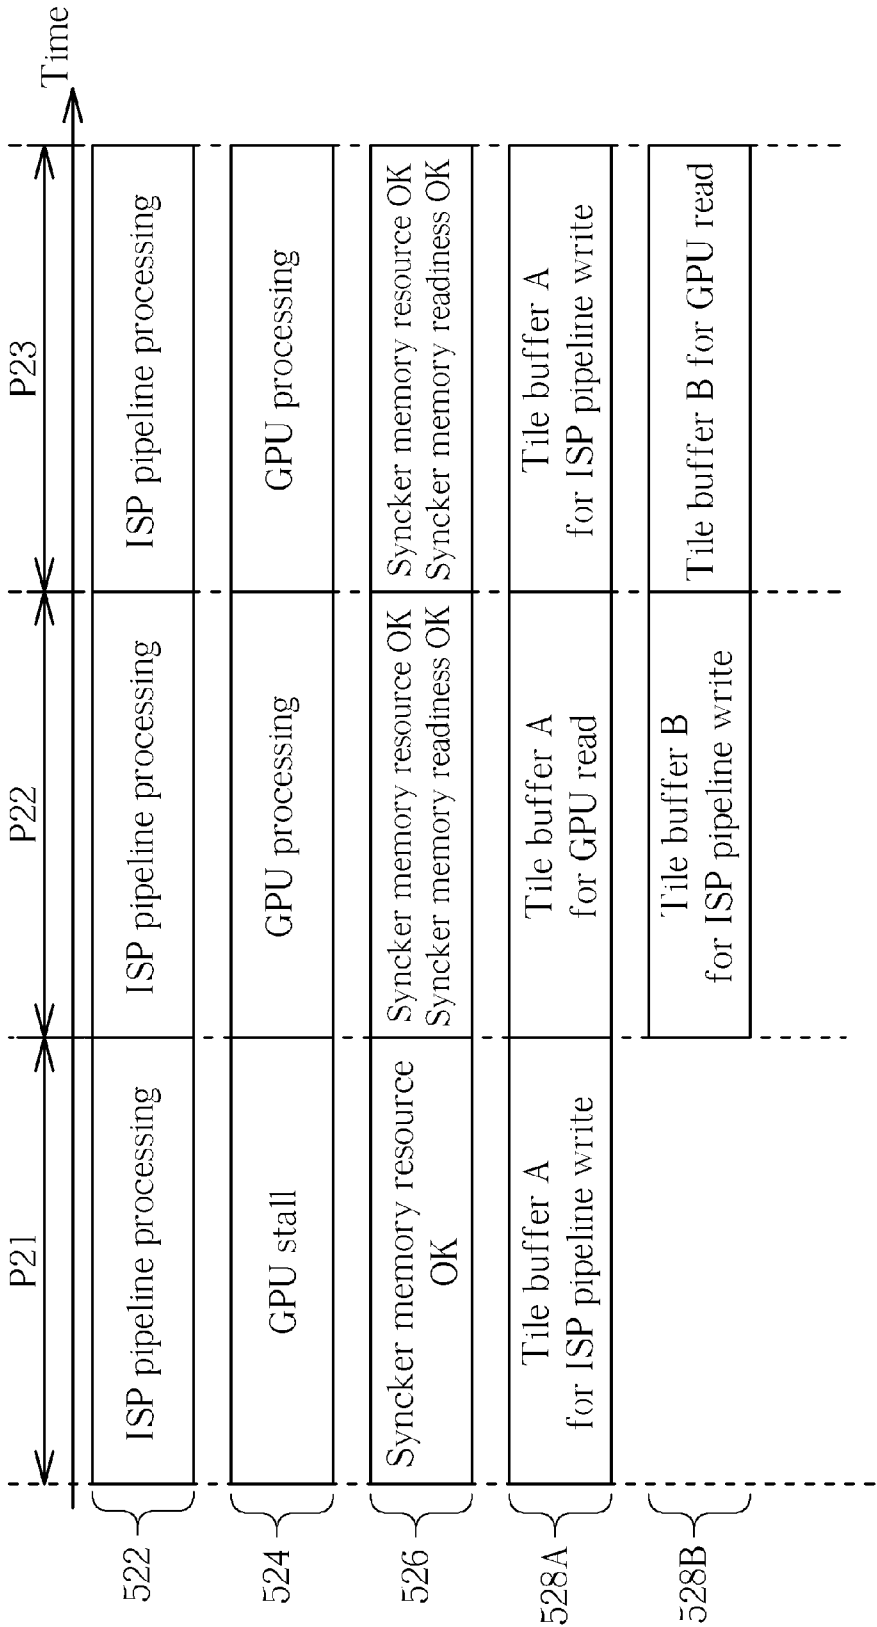 P21
P22
P23
Time
522
ISP pipeline processing
ISP pipeline processing
ISP pipeline processing
524
GPU stall
GPU processing
GPU processing
526
Syncker memory resource
OK
Syncker memory resource OK
Syncker memory readiness OK
Syncker memory resource OK
Syncker memory readiness OK
528A
Tile buffer A
for ISP pipeline write
Tile buffer A
for GPU read
Tile buffer A
for ISP pipeline write
528B
Tile buffer B
for ISP pipeline write
Tile buffer B for GPU read